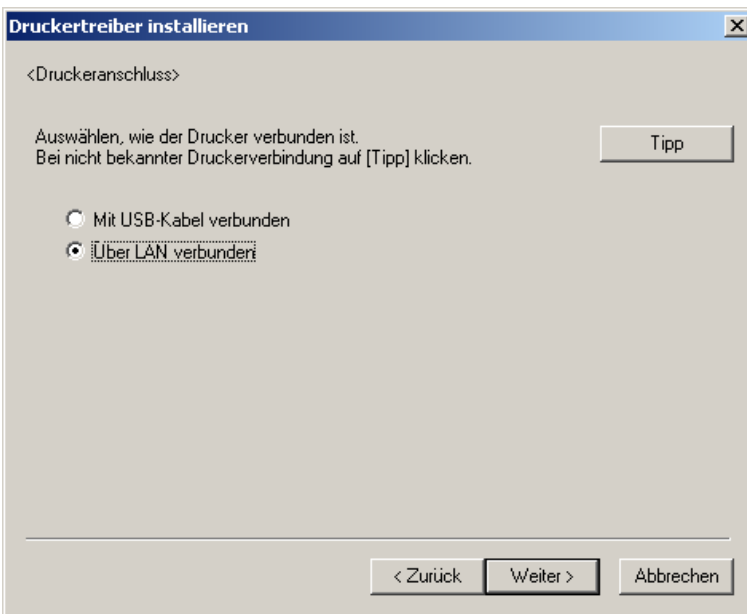 Druckertreiber installieren
<Druckeranschluss>
Auswählen, wie der Drucker verbunden ist.
Bei nicht bekannter Druckerverbindung auf [Tipp] klicken.
Tipp
Mit USB-Kabel verbunden
Über LAN verbunden
< Zurück
Weiter >
Abbrechen